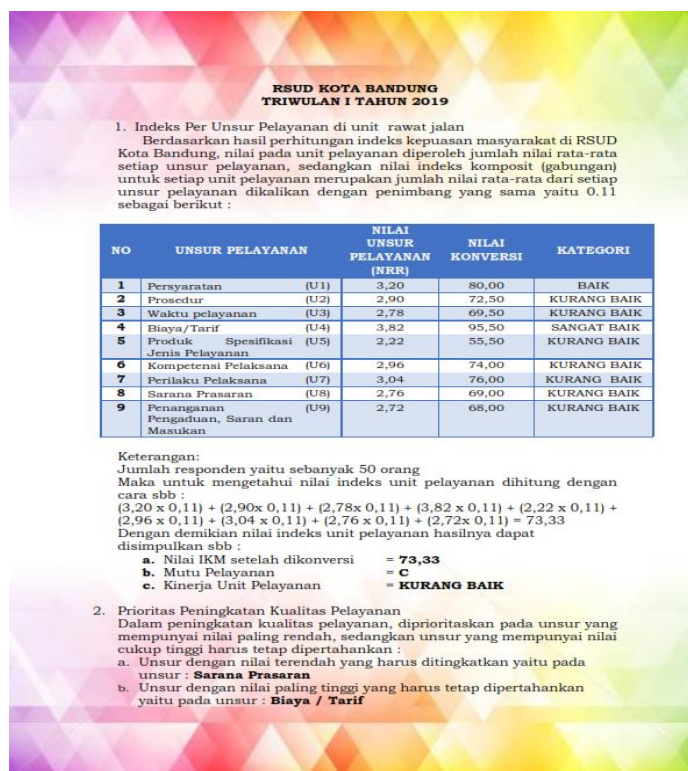 RSUD KOTA BANDUNG
TRIWULAN I TAHUN 2019
1. Indeks Per Unsur Pelayanan di unit rawat jalan
Berdasarkan hasil perhitungan indeks kepuasan masyarakat di RSUD
Kota Bandung, nilai pada unit pelayanan diperoleh jumlah nilai rata-rata
setiap unsur pelayanan, sedangkan nilai indeks komposit (gabungan)
untuk setiap unit pelayanan merupakan jumlah nilai rata-rata dari setiap
unsur pelayanan dikalikan dengan penimbang yang sama yaitu 0.11
sebagai berikut :
NO UNSUR PELAYANAN NILAI UNSUR PELAYANAN (NRR) NILAI KONVERSI KATEGORI
1 Persyaratan (U1) 3,20 80,00 BAIK
2 Prosedur (U2) 2,90 72,50 KURANG BAIK
3 Waktu pelayanan (U3) 2,78 69,50 KURANG BAIK
4 Biaya/Tarif (U4) 3,82 95,50 SANGAT BAIK
5 Produk Spesifikasi (U5) 2,22 55,50 KURANG BAIK
Jenis Pelayanan
6 Kompetensi Pelaksana (U6) 2,96 74,00 KURANG BAIK
7 Perilaku Pelaksana (U7) 3,04 76,00 KURANG BAIK
8 Sarana Prasaran (U8) 2,76 69,00 KURANG BAIK
9 Penanganan (U9) 2,72 68,00 KURANG BAIK
Pengaduan, Saran dan
Masukan
Keterangan:
Jumlah responden yaitu sebanyak 50 orang
Maka untuk mengetahui nilai indeks unit pelayanan dihitung dengan
cara sbb :
(3,20 x 0,11) + (2,90x 0,11) + (2,78x 0,11) + (3,82 x 0,11) + (2,22 x 0,11) +
(2,96 x 0,11) + (3,04 x 0,11) + (2,76 x 0,11) + (2,72x 0,11) = 73,33
Dengan demikian nilai indeks unit pelayanan hasilnya dapat
disimpulkan sbb :
a. Nilai IKM setelah dikonversi = 73,33
b. Mutu Pelayanan = C
c. Kinerja Unit Pelayanan = KURANG BAIK
2. Prioritas Peningkatan Kualitas Pelayanan
Dalam peningkatan kualitas pelayanan, diprioritaskan pada unsur yang
mempunyai nilai paling rendah, sedangkan unsur yang mempunyai nilai
cukup tinggi harus tetap dipertahankan :
a. Unsur dengan nilai terendah yang harus ditingkatkan yaitu pada
unsur : Sarana Prasaran
b. Unsur dengan nilai paling tinggi yang harus tetap dipertahankan
yaitu pada unsur : Biaya / Tarif